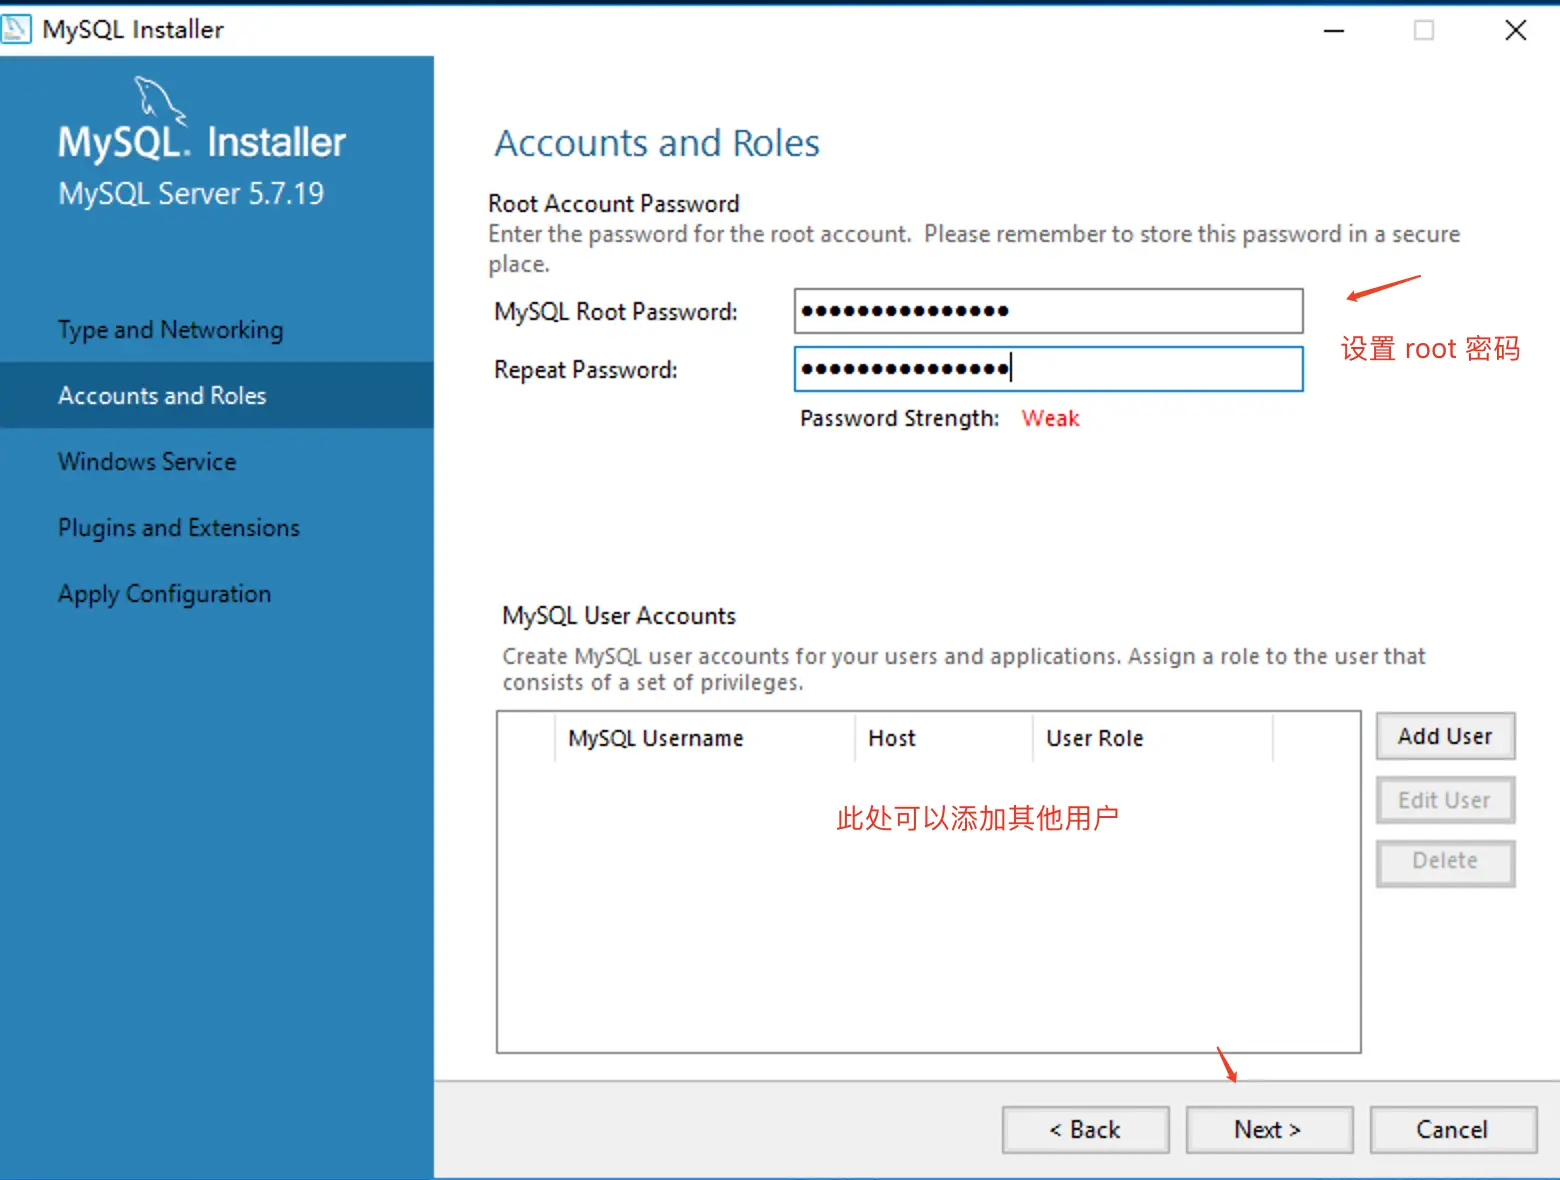 MySQL Installer
MySQL. Installer
MySQL Server 5.7.19
Type and Networking
Accounts and Roles
Windows Service
Plugins and Extensions
Apply Configuration
Accounts and Roles
Root Account Password
Enter the password for the root account.  Please remember to store this password in a secure
place.
MySQL Root Password: ●●●●●●●●●●●●●●●
Repeat Password: ●●●●●●●●●●●●●●●
设置 root 密码
Password Strength: Weak
MySQL User Accounts
Create MySQL user accounts for your users and applications. Assign a role to the user that
consists of a set of privileges.
MySQL Username Host User Role
此处可以添加其他用户
Add User
Edit User
Delete
< Back Next > Cancel